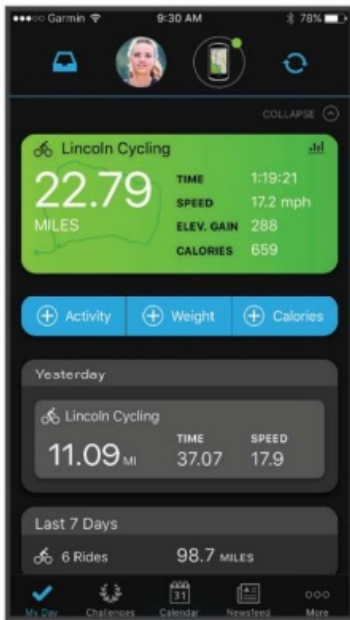 Garmin 9:30 AM 78%
COLLAPSE
Lincoln Cycling
22.79
MILES
TIME 1:19:21
SPEED 17.2 mph
ELEV. GAIN 288
CALORIES 659
Activity Weight Calories
Yesterday
Lincoln Cycling
11.09 MI
TIME SPEED
37.07 17.9
Last 7 Days
6 Rides 98.7 MILES
31
My Day Challenges Calendar Newsfeed More